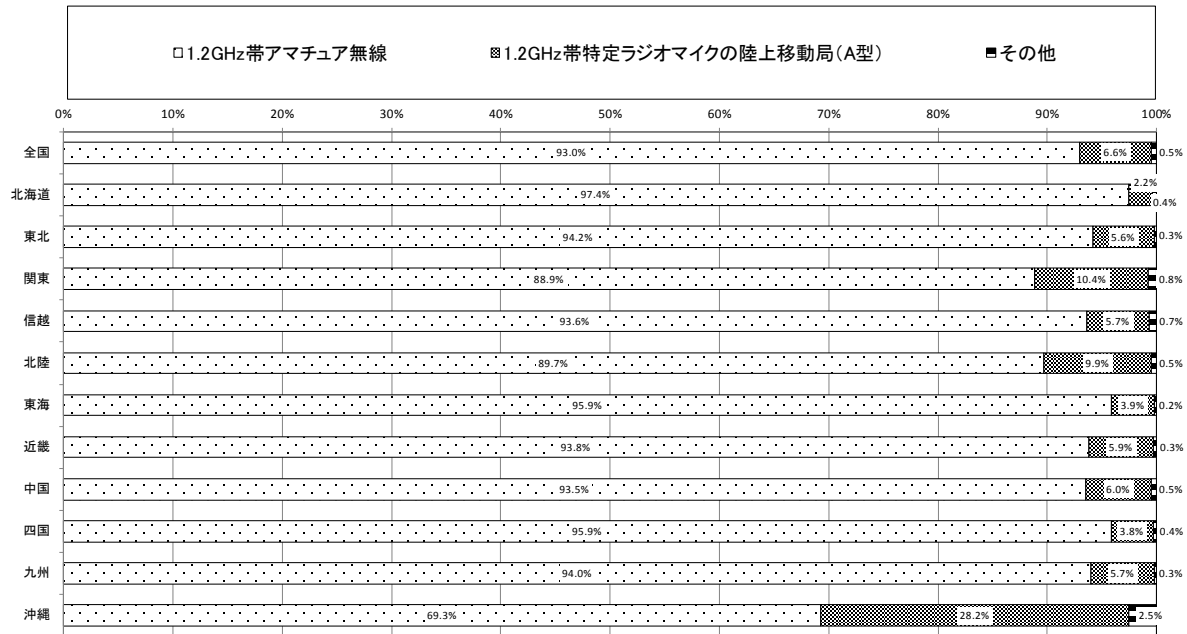 □1.2GHz帯アマチュア無線 ▩1.2GHz帯特定ラジオマイクの陸上移動局（A型） ■その他
0% 10% 20% 30% 40% 50% 60% 70% 80% 90% 100%
全国 93.0% 6.6% 0.5%
北海道 97.4% 2.2% 0.4%
東北 94.2% 5.6% 0.3%
関東 88.9% 10.4% 0.8%
信越 93.6% 5.7% 0.7%
北陸 89.7% 9.9% 0.5%
東海 95.9% 3.9% 0.2%
近畿 93.8% 5.9% 0.3%
中国 93.5% 6.0% 0.5%
四国 95.9% 3.8% 0.4%
九州 94.0% 5.7% 0.3%
沖縄 69.3% 28.2% 2.5%